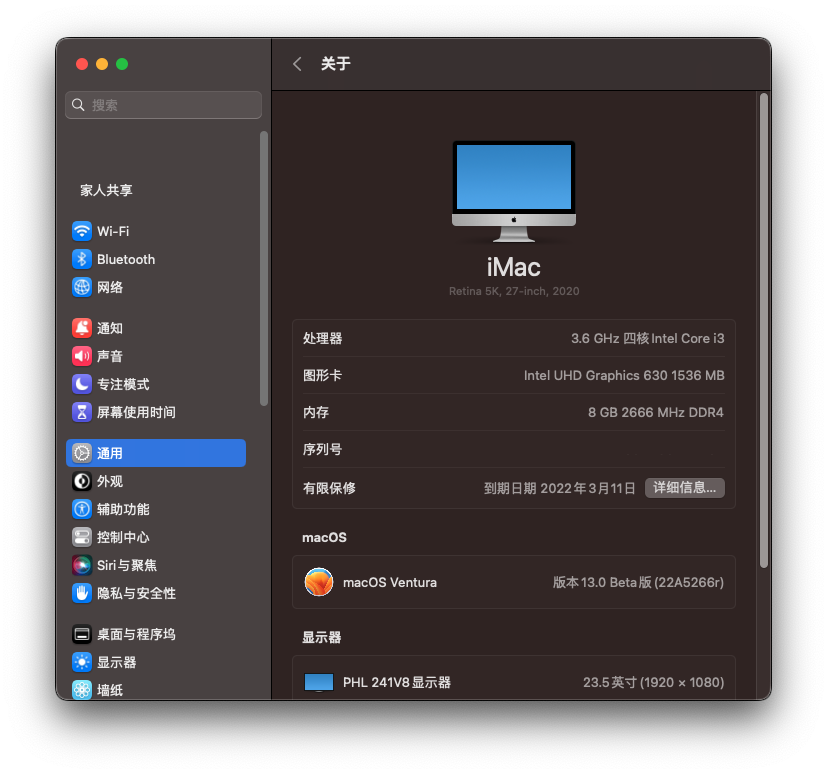 关于
搜索
家人共享
Wi-Fi
Bluetooth
网络
通知
声音
专注模式
屏幕使用时间
通用
外观
辅助功能
控制中心
Siri与聚焦
隐私与安全性
桌面与程序坞
显示器
墙纸
iMac
Retina 5K, 27-inch, 2020
处理器 3.6 GHz 四核Intel Core i3
图形卡 Intel UHD Graphics 630 1536 MB
内存 8 GB 2666 MHz DDR4
序列号
有限保修 到期日期 2022年3月11日 详细信息...
macOS
macOS Ventura 版本13.0 Beta版 (22A5266r)
显示器
PHL 241V8显示器 23.5英寸 (1920 × 1080)